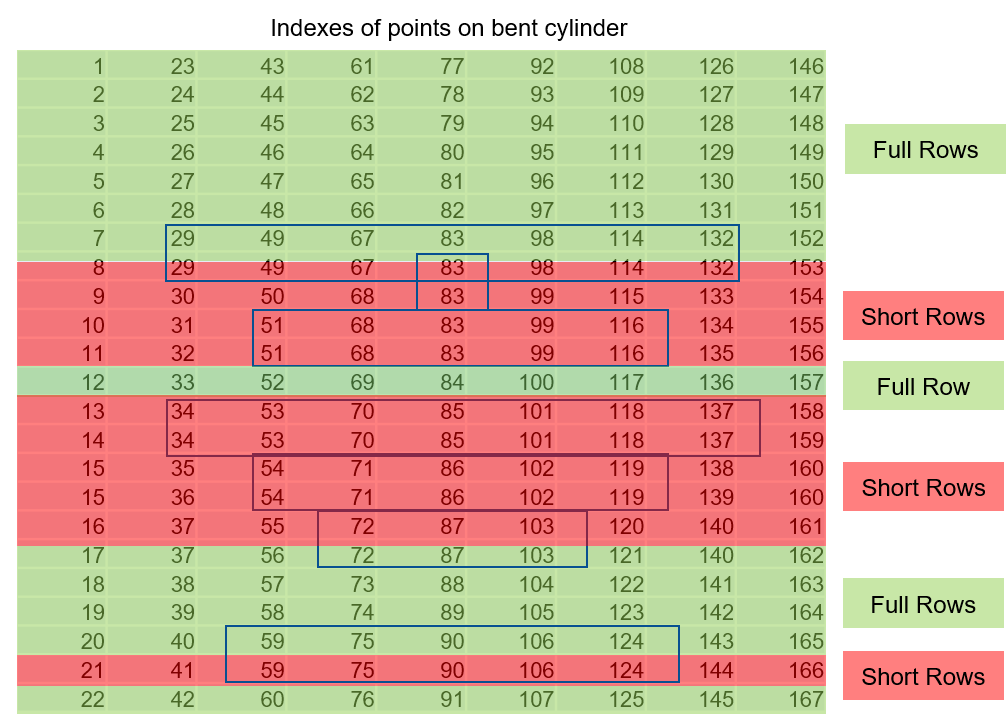 Indexes of points on bent cylinder
1 23 43 61 77 92 108 126 146
2 24 44 62 78 93 109 127 147
3 25 45 63 79 94 110 128 148
4 26 46 64 80 95 111 129 149
Full Rows
5 27 47 65 81 96 112 130 150
6 28 48 66 82 97 113 131 151
7 29 49 67 83 98 114 132 152
8 29 49 67 83 98 114 132 153
9 30 50 68 83 99 115 133 154
Short Rows
10 31 51 68 83 99 116 134 155
11 32 51 68 83 99 116 135 156
12 33 52 69 84 100 117 136 157
Full Row
13 34 53 70 85 101 118 137 158
14 34 53 70 85 101 118 137 159
15 35 54 71 86 102 119 138 160
Short Rows
15 36 54 71 86 102 119 139 160
16 37 55 72 87 103 120 140 161
17 37 56 72 87 103 121 140 162
18 38 57 73 88 104 122 141 163
19 39 58 74 89 105 123 142 164
Full Rows
20 40 59 75 90 106 124 143 165
21 41 59 75 90 106 124 144 166
Short Rows
22 42 60 76 91 107 125 145 167